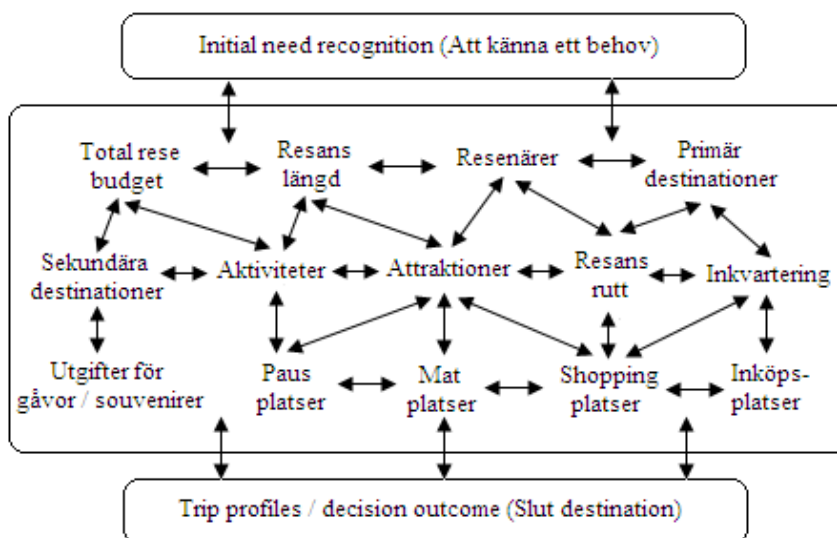 Initial need recognition (Att känna ett behov)
Total rese
budget
Resans
längd
Resenärer
Primär
destinationer
Sekundära
destinationer
Aktiviteter
Attraktioner
Resans
rutt
Inkvartering
Utgifter för
gåvor / souvenirer
Paus
platser
Mat
platser
Shopping
platser
Inköps-
platser
Trip profiles / decision outcome (Slut destination)